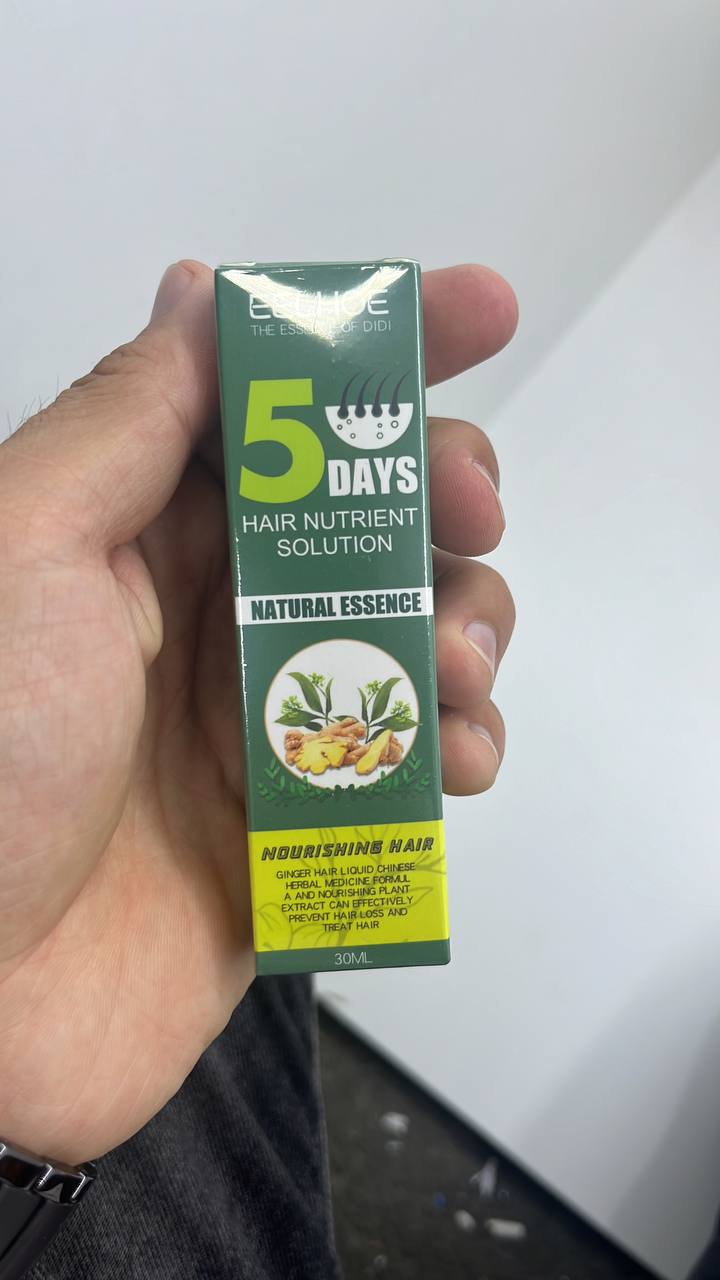 EELHOE
THE ESSENCE OF DIDI
5
DAYS
HAIR NUTRIENT
SOLUTION
NATURAL ESSENCE
NOURISHING HAIR
GINGER HAIR LIQUID CHINESE
HERBAL MEDICINE FORMUL
A AND NOURISHING PLANT
EXTRACT CAN EFFECTIVELY
PREVENT HAIR LOSS AND
TREAT HAIR
30ML